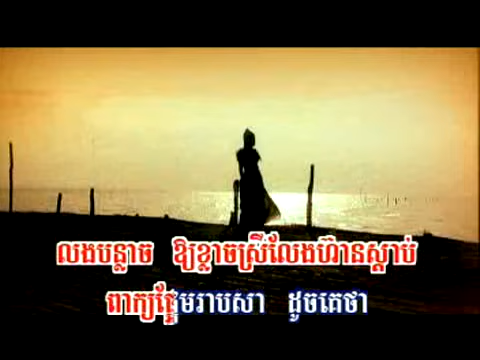 លងបន្លាច ឱ្យខ្លាចស្រីលែងហ៊ានស្ដាប់
ពាក្យផ្អែមរាបសា ដូចគេថា